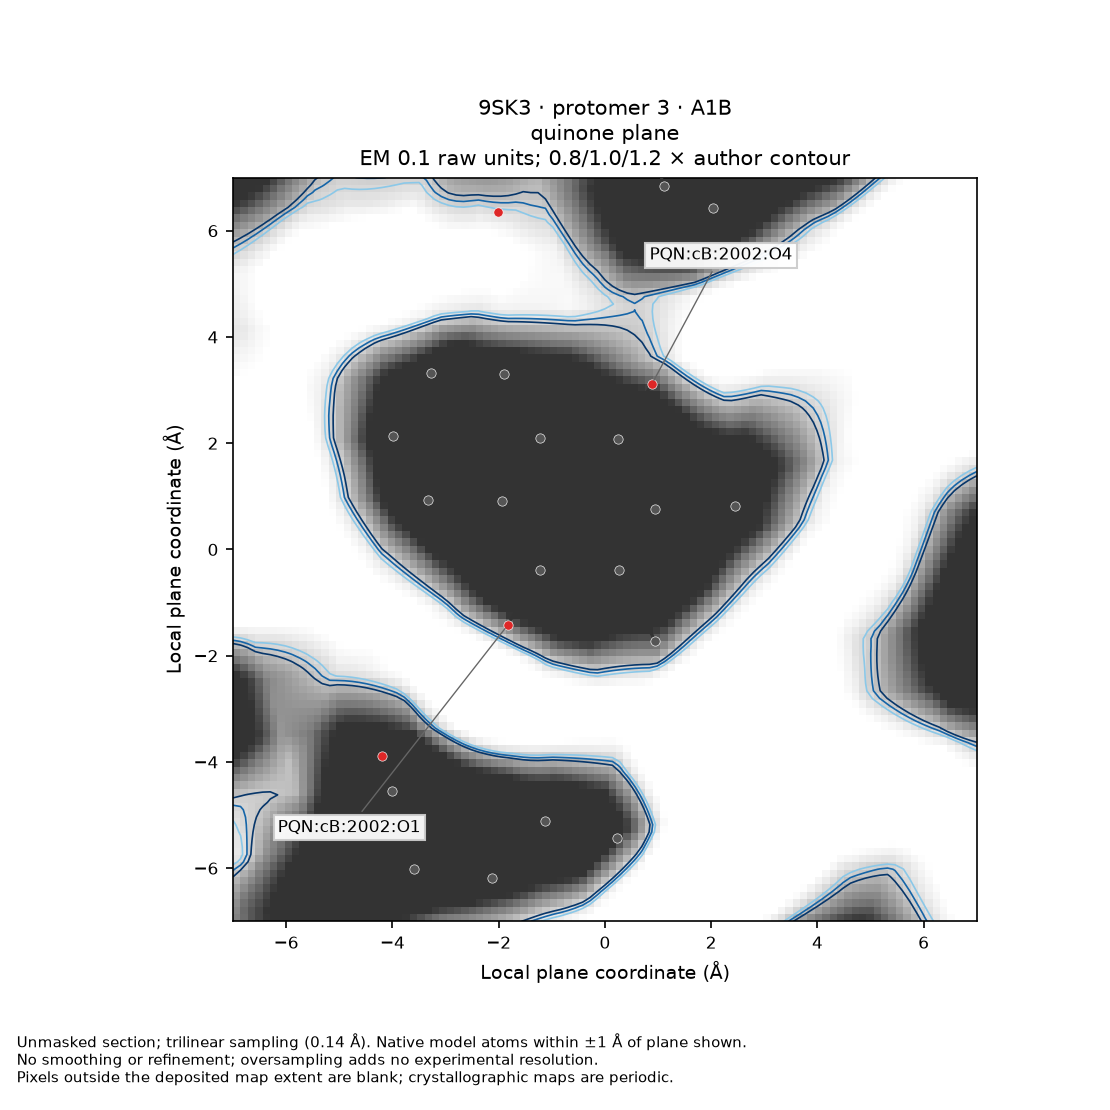 9SK3 · protomer 3 · A1B
quinone plane
EM 0.1 raw units; 0.8/1.0/1.2 × author contour
PQN:cB:2002:O4
PQN:cB:2002:O1
6
4
2
0
−2
−4
−6
Local plane coordinate (Å)
−6 −4 −2 0 2 4 6
Local plane coordinate (Å)
Unmasked section; trilinear sampling (0.14 Å). Native model atoms within ±1 Å of plane shown.
No smoothing or refinement; oversampling adds no experimental resolution.
Pixels outside the deposited map extent are blank; crystallographic maps are periodic.